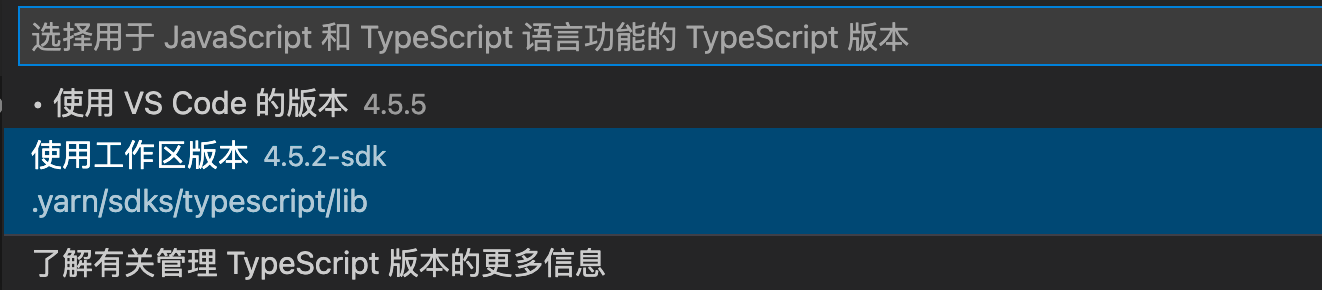 选择用于 JavaScript 和 TypeScript 语言功能的 TypeScript 版本
• 使用 VS Code 的版本 4.5.5
使用工作区版本 4.5.2-sdk
.yarn/sdks/typescript/lib
了解有关管理 TypeScript 版本的更多信息